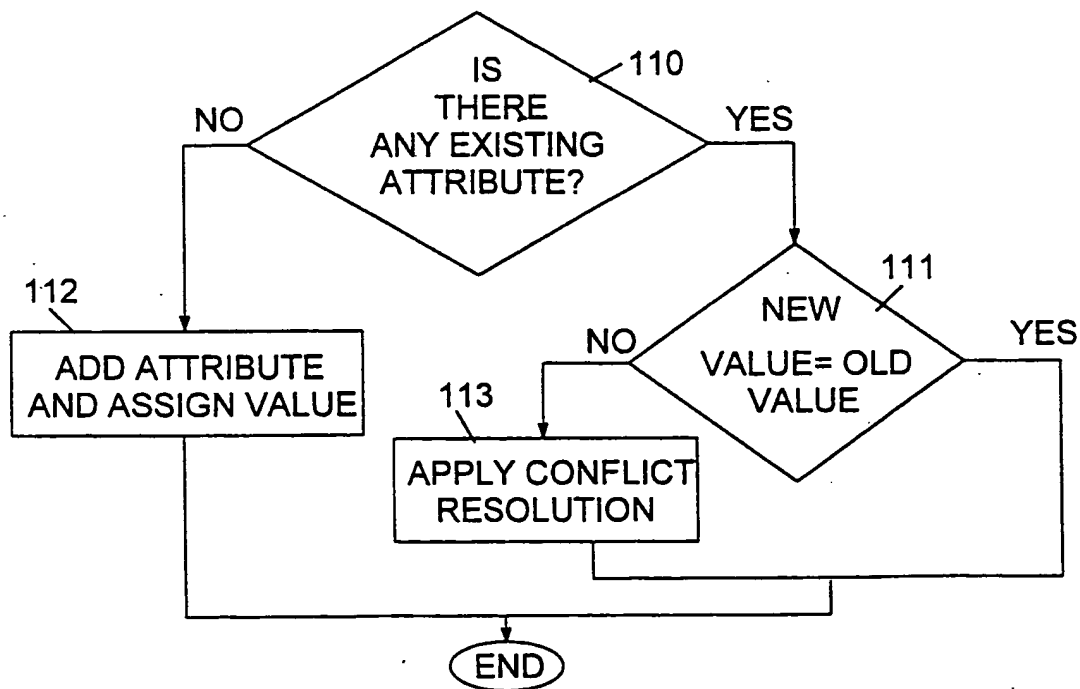 IS
THERE
ANY EXISTING
ATTRIBUTE?
110
NO
YES
112
ADD ATTRIBUTE
AND ASSIGN VALUE
111
NEW
VALUE= OLD
VALUE
NO
YES
113
APPLY CONFLICT
RESOLUTION
END